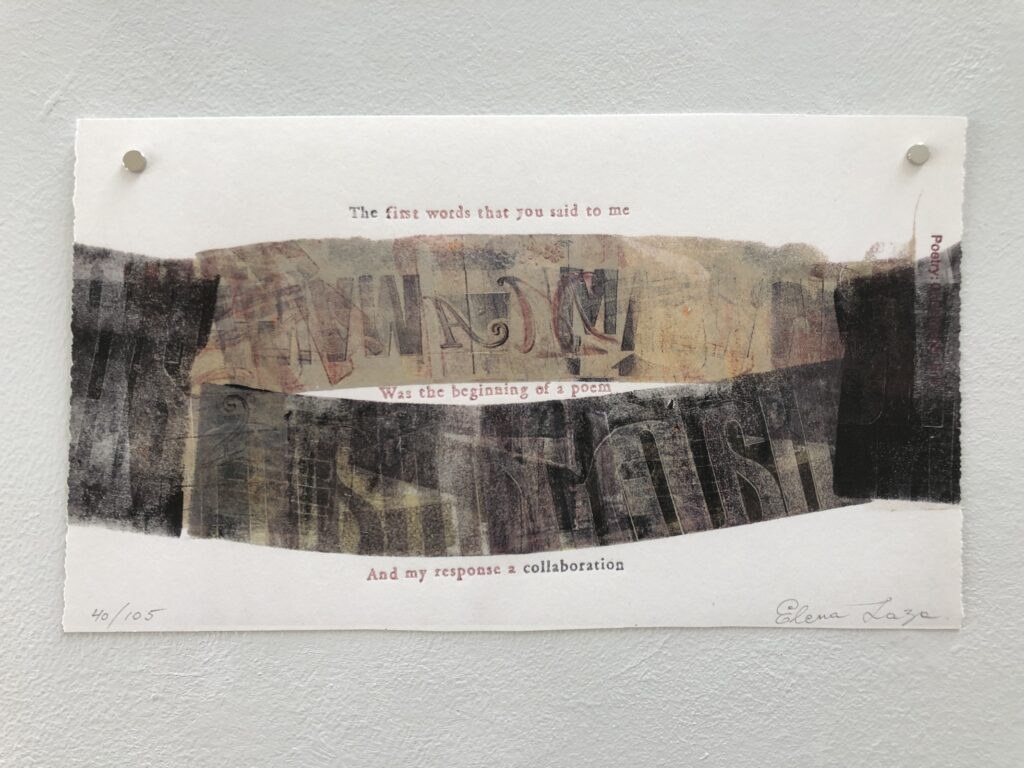 The first words that you said to me
Was the beginning of a poem
And my response a collaboration
Poetry:
40/105
Elena Laza